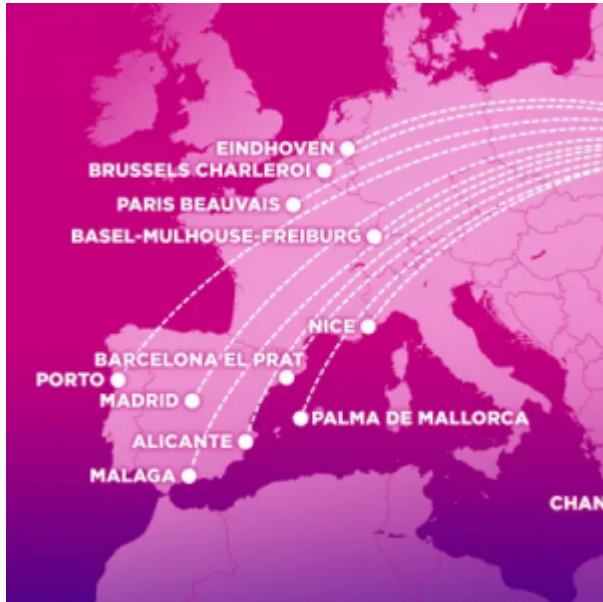 EINDHOVEN
BRUSSELS CHARLEROI
PARIS BEAUVAIS
BASEL-MULHOUSE-FREIBURG
NICE
BARCELONA EL PRAT
PORTO
MADRID
PALMA DE MALLORCA
ALICANTE
MALAGA
CHAN